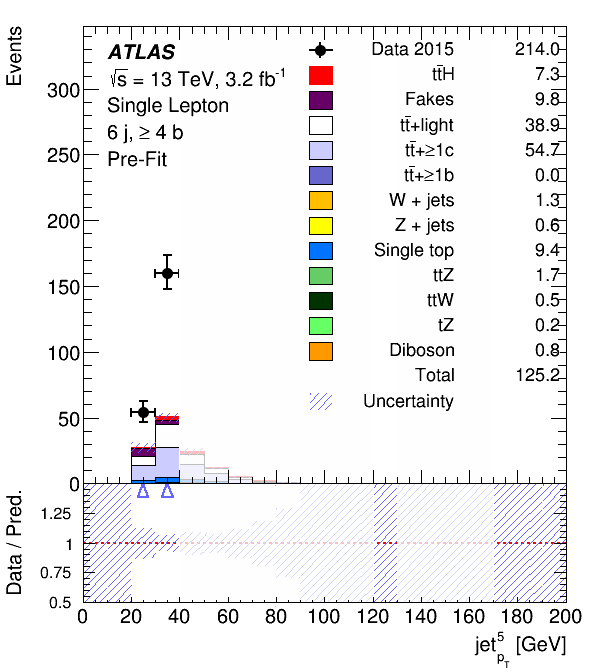 Events
ATLAS
√s = 13 TeV, 3.2 fb⁻¹
Single Lepton
6 j, ≥ 4 b
Pre-Fit
Data 2015 214.0
tt̄H 7.3
Fakes 9.8
tt̄+light 38.9
tt̄+≥1c 54.7
tt̄+≥1b 0.0
W + jets 1.3
Z + jets 0.6
Single top 9.4
ttZ 1.7
ttW 0.5
tZ 0.2
Diboson 0.8
Total 125.2
Uncertainty
300
250
200
150
100
50
0
Data / Pred.
1.25
1
0.75
0.5
0 20 40 60 80 100 120 140 160 180 200
jet⁵_pT [GeV]